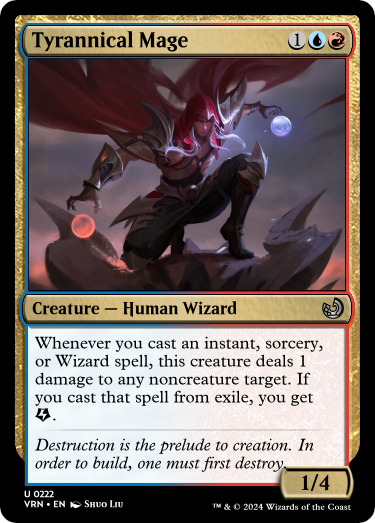 Tyrannical Mage 1
Creature — Human Wizard
Whenever you cast an instant, sorcery,
or Wizard spell, this creature deals 1
damage to any noncreature target. If
you cast that spell from exile, you get
.
Destruction is the prelude to creation. In
order to build, one must first destroy.
1/4
U 0222
VRN • EN Shuo Liu
™ & © 2024 Wizards of the Coast